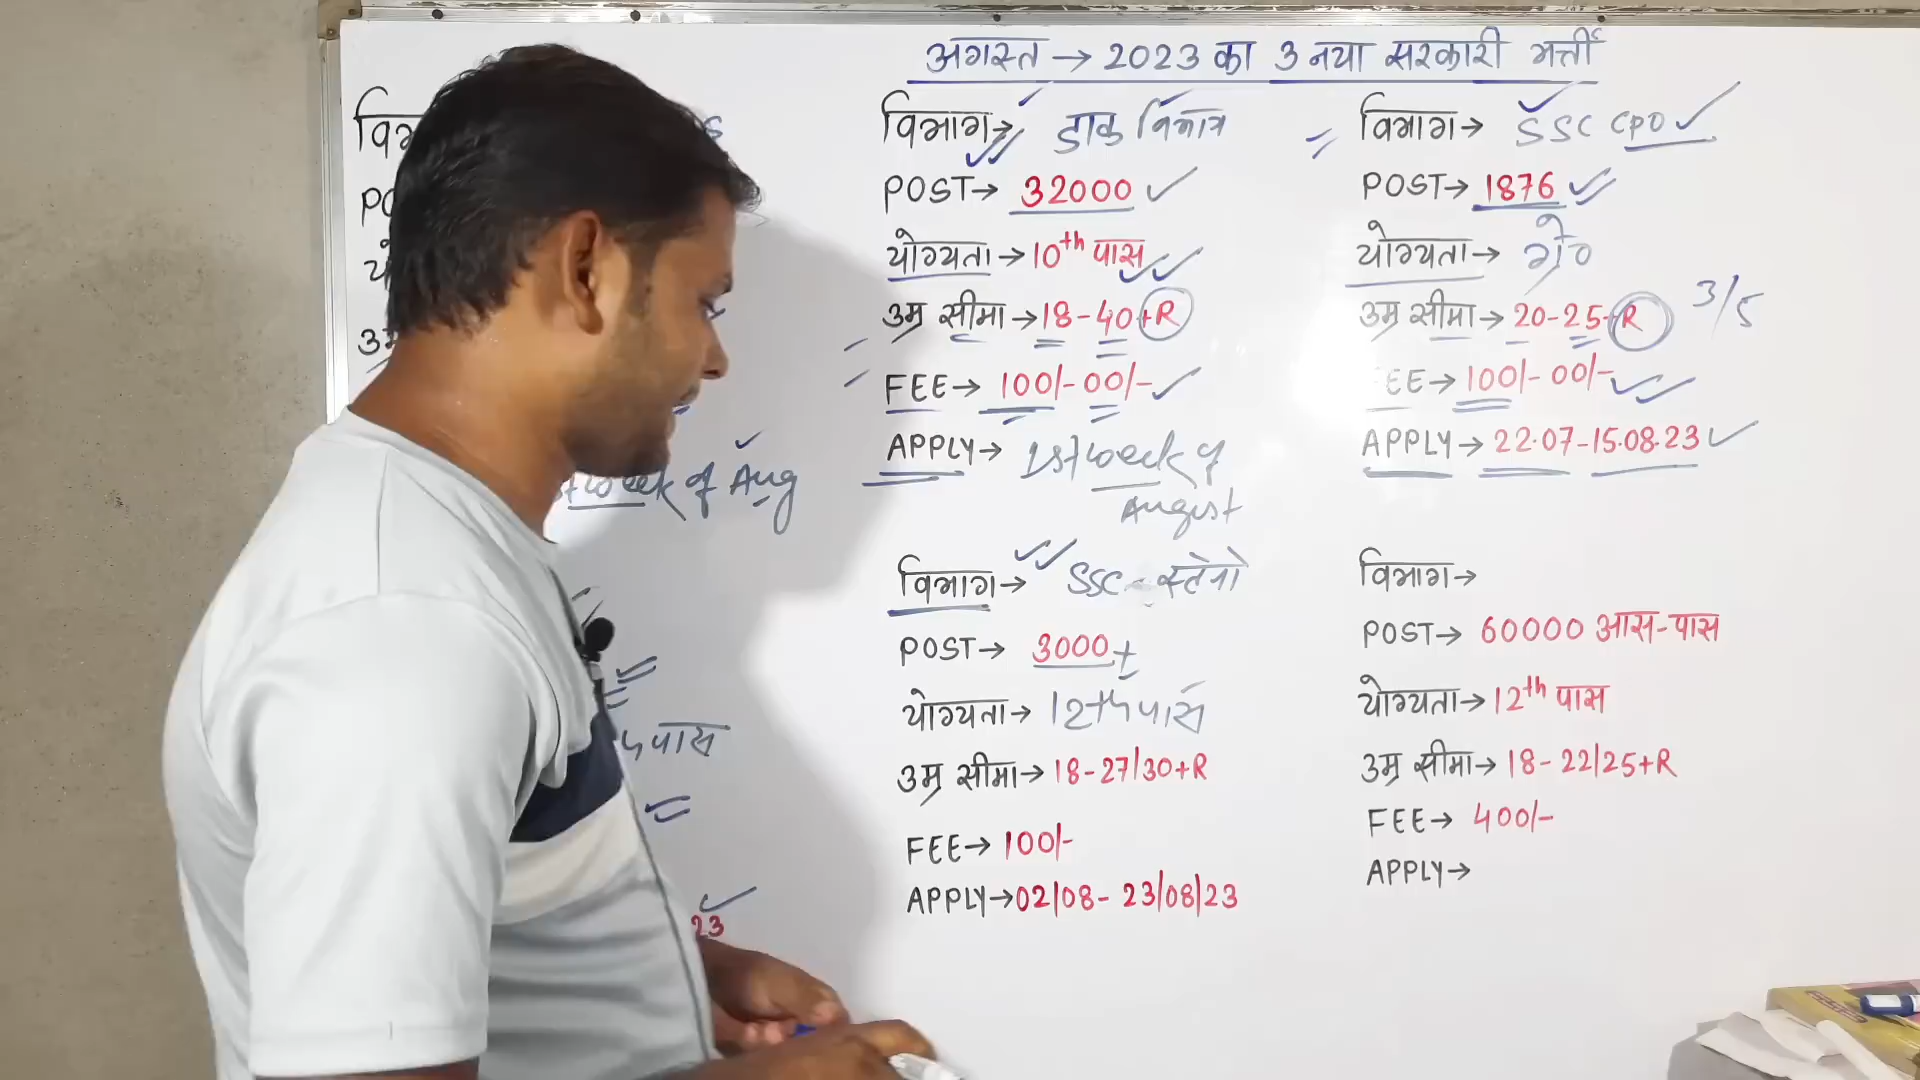 अगस्त → 2023 का 3 नया सरकारी भर्ती
week of Aug
पास
23
विभाग → डाक विभाग
POST → 32000
योग्यता → 10th पास
उम्र सीमा → 18-40+R
FEE → 100/- 00/-
APPLY → 1st week of
August
विभाग → SSC CPO
POST → 1876
योग्यता → ग्रे०
उम्र सीमा → 20-25+R 3/5
FEE → 100/- 00/-
APPLY → 22.07-15.08.23
विभाग → SSC - स्टेनो
POST → 3000+
योग्यता → 12th पास
उम्र सीमा → 18-27/30+R
FEE → 100/-
APPLY → 02/08-23/08/23
विभाग →
POST → 60000 आस-पास
योग्यता → 12th पास
उम्र सीमा → 18-22/25+R
FEE → 400/-
APPLY →